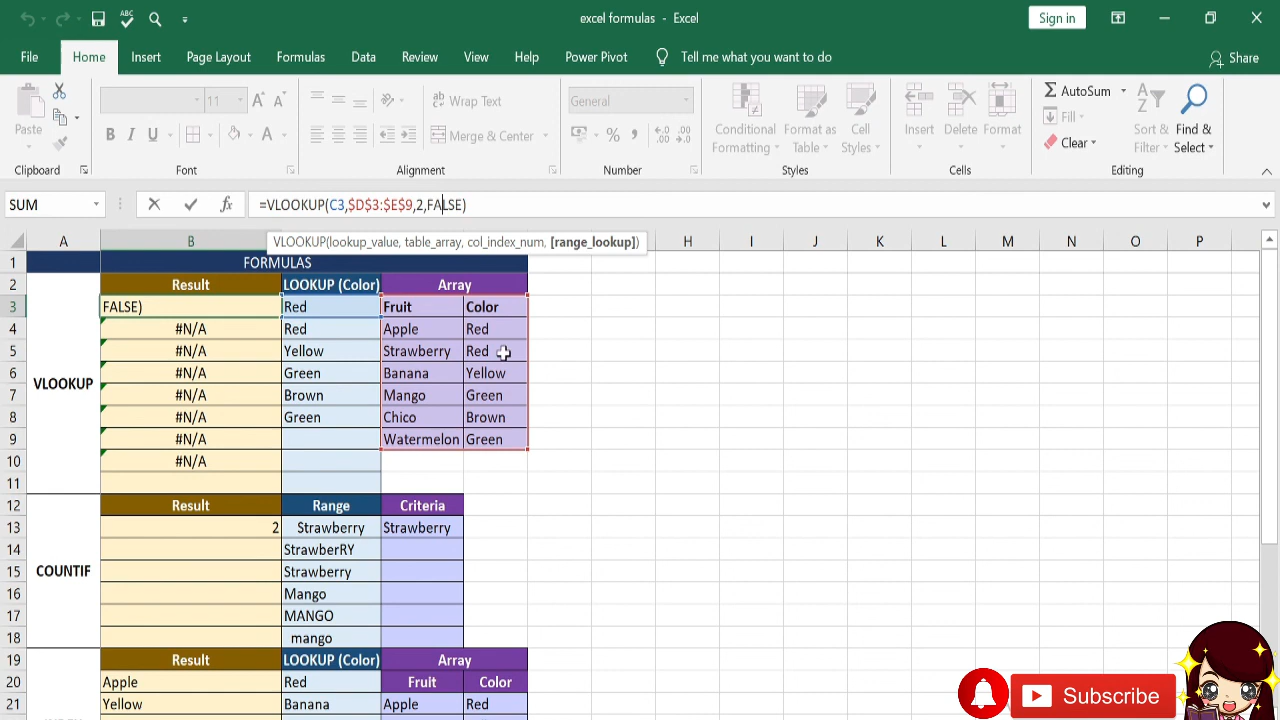 excel formulas - Excel
Sign in
File Home Insert Page Layout Formulas Data Review View Help Power Pivot Tell me what you want to do Share
Paste
11
B I U A
Wrap Text
Merge & Center
General
Conditional Formatting
Format as Table
Cell Styles
Insert Delete Format
AutoSum
Fill
Clear
Sort & Filter
Find & Select
Clipboard Font Alignment Number Styles Cells Editing
SUM fx =VLOOKUP(C3,$D$3:$E$9,2,FALSE)
VLOOKUP(lookup_value, table_array, col_index_num, [range_lookup])
A B H I J K L M N O P
1 FORMULAS
2 Result LOOKUP (Color) Array
3 FALSE) Red Fruit Color
4 #N/A Red Apple Red
5 #N/A Yellow Strawberry Red
6 #N/A Green Banana Yellow
VLOOKUP
7 #N/A Brown Mango Green
8 #N/A Green Chico Brown
9 #N/A Watermelon Green
10 #N/A
11
12 Result Range Criteria
13 2 Strawberry Strawberry
14 StrawberRY
15 Strawberry
COUNTIF
16 Mango
17 MANGO
18 mango
19 Result LOOKUP (Color) Array
20 Apple Red Fruit Color
21 Yellow Banana Apple Red
Subscribe